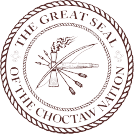 THE GREAT SEAL
OF THE CHOCTAW NATION